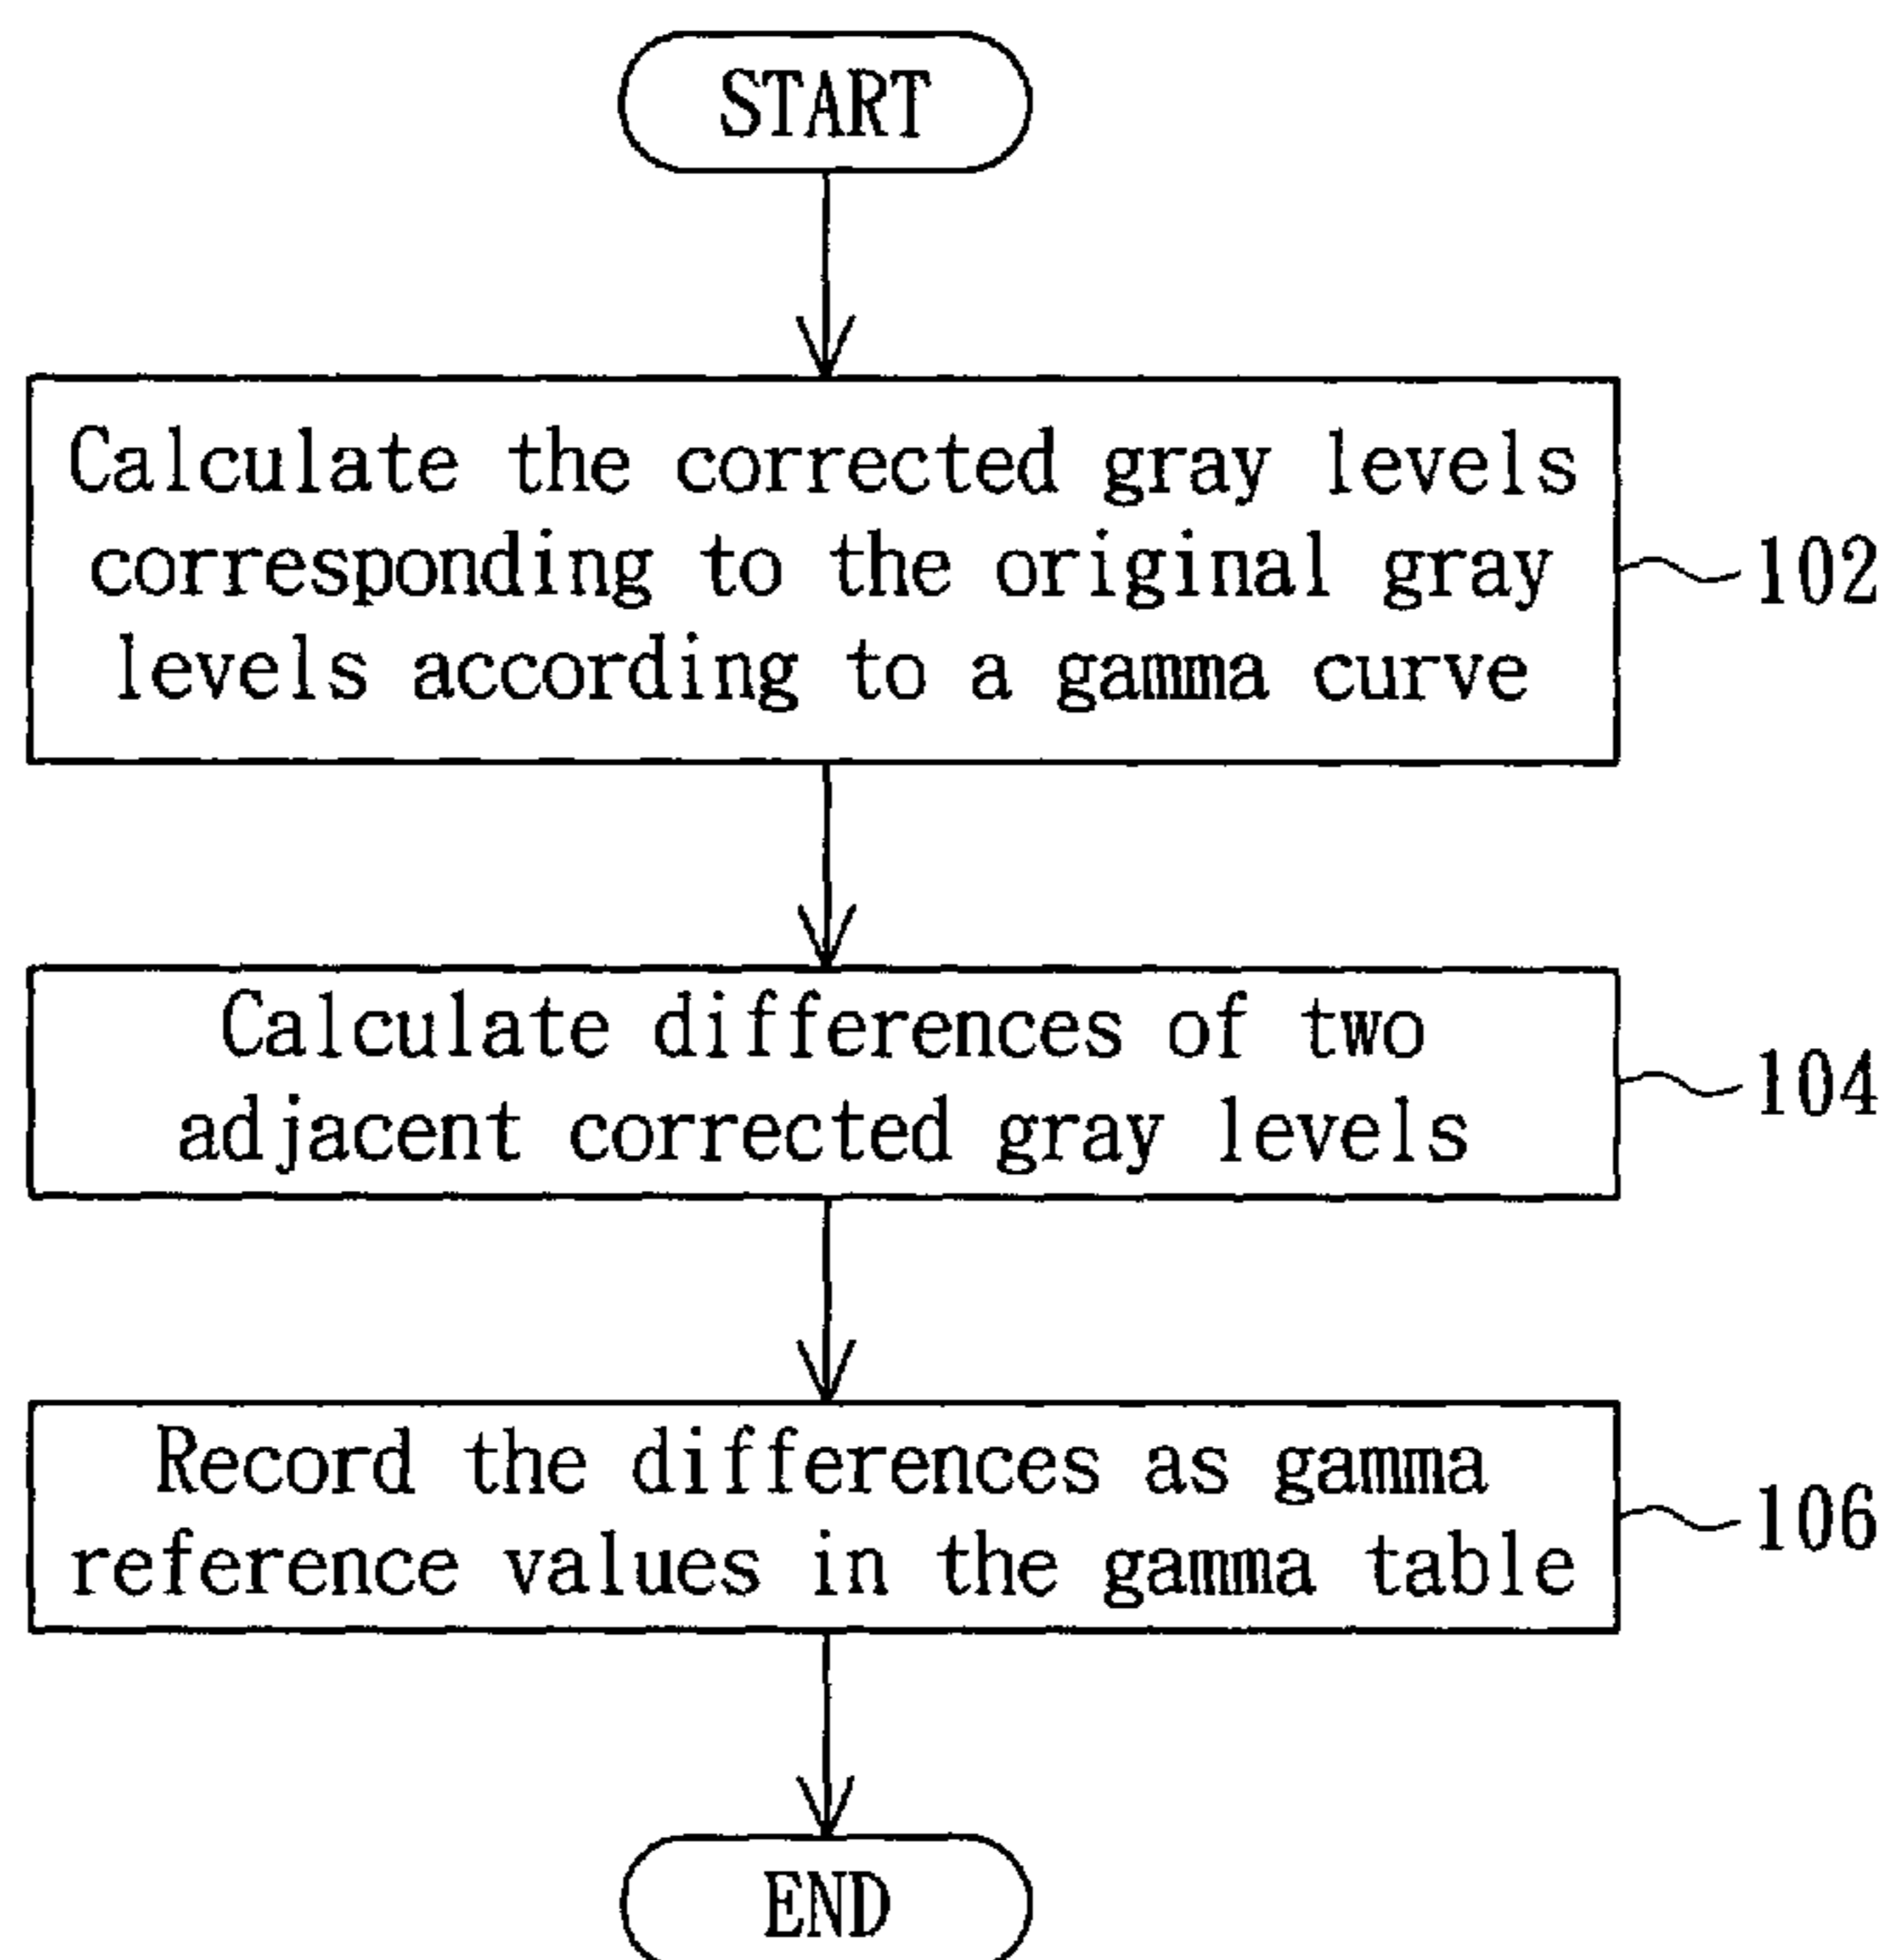 START
Calculate the corrected gray levels
corresponding to the original gray
levels according to a gamma curve
102
Calculate differences of two
adjacent corrected gray levels
104
Record the differences as gamma
reference values in the gamma table
106
END